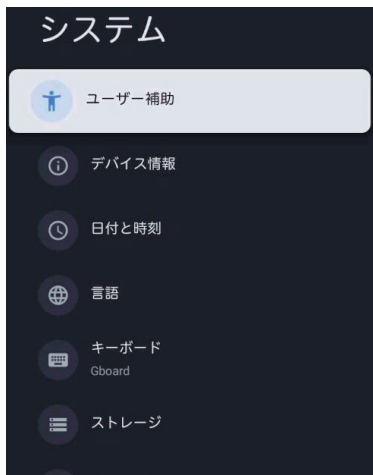 システム
ユーザー補助
デバイス情報
日付と時刻
言語
キーボード
Gboard
ストレージ